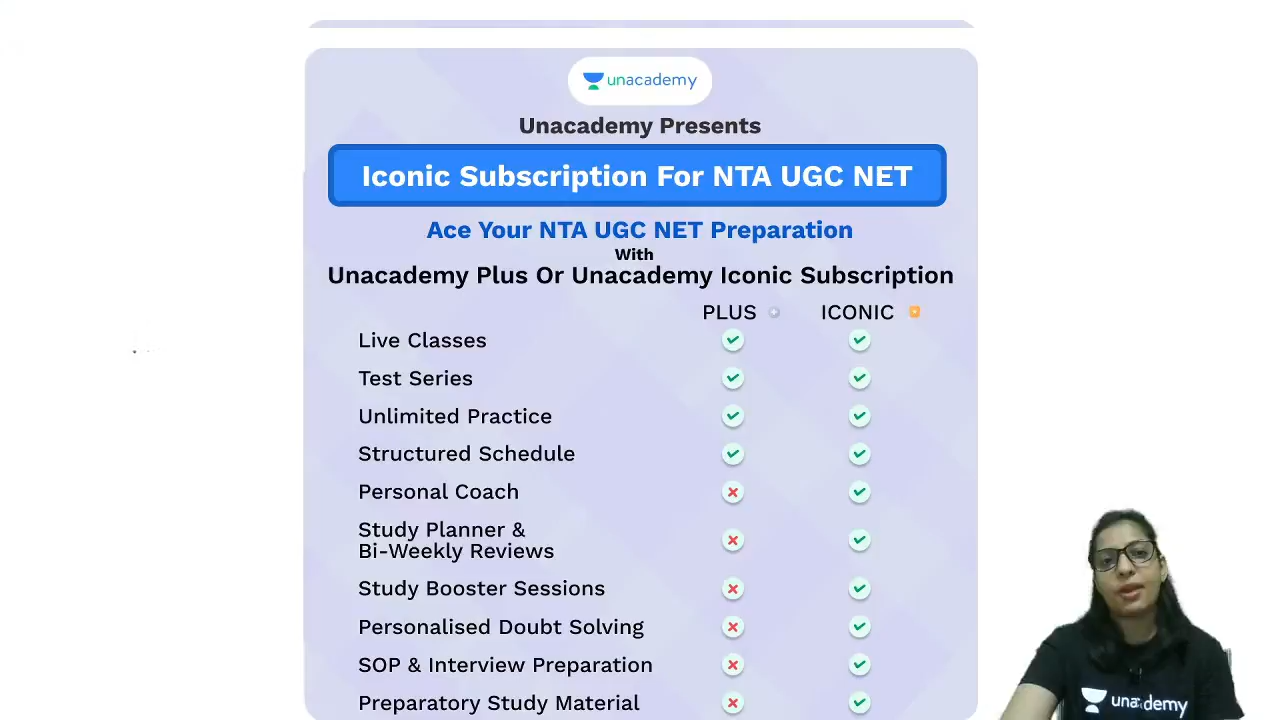 unacademy
Unacademy Presents
Iconic Subscription For NTA UGC NET
Ace Your NTA UGC NET Preparation
With
Unacademy Plus Or Unacademy Iconic Subscription
PLUS ICONIC
Live Classes
Test Series
Unlimited Practice
Structured Schedule
Personal Coach
Study Planner &
Bi-Weekly Reviews
Study Booster Sessions
Personalised Doubt Solving
SOP & Interview Preparation
Preparatory Study Material
unacademy